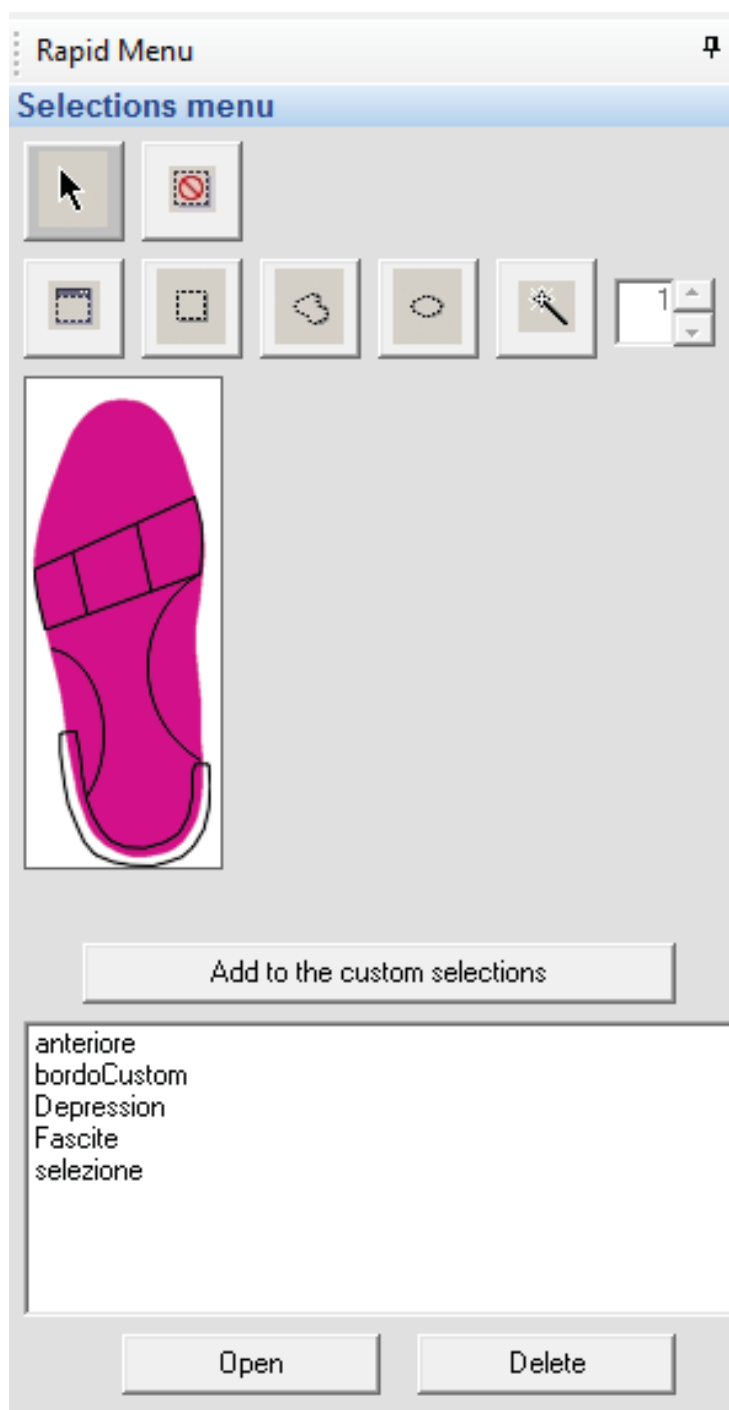 Rapid Menu
Selections menu
1
Add to the custom selections
anteriore
bordoCustom
Depression
Fascite
selezione
Open Delete